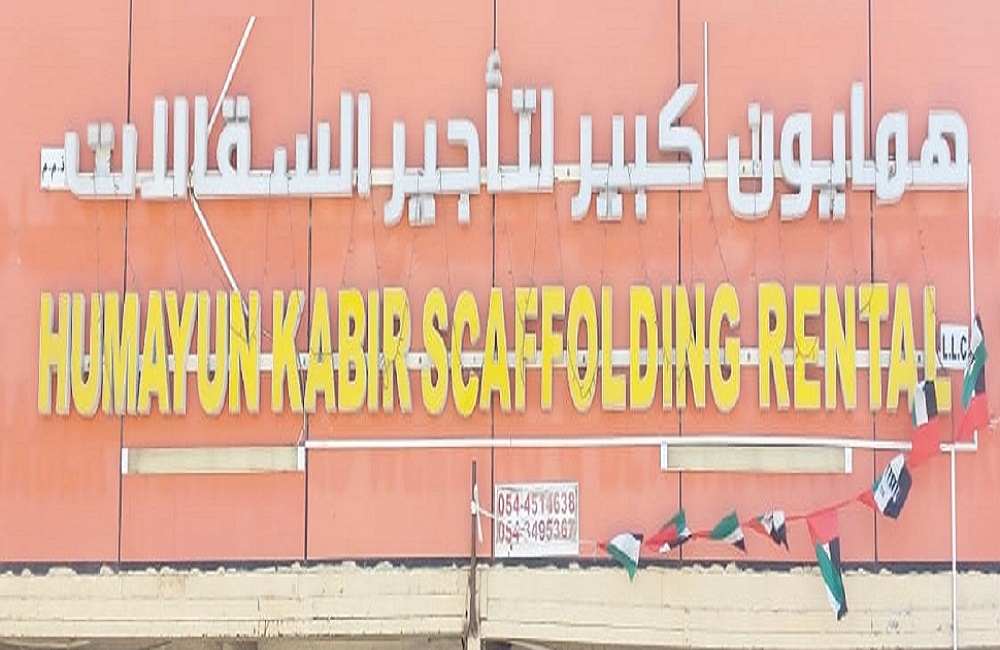 همايون كبير لتأجير السقالات ذ.م.م
HUMAYUN KABIR SCAFFOLDING RENTAL L.L.C
054-4514638
054-3495367